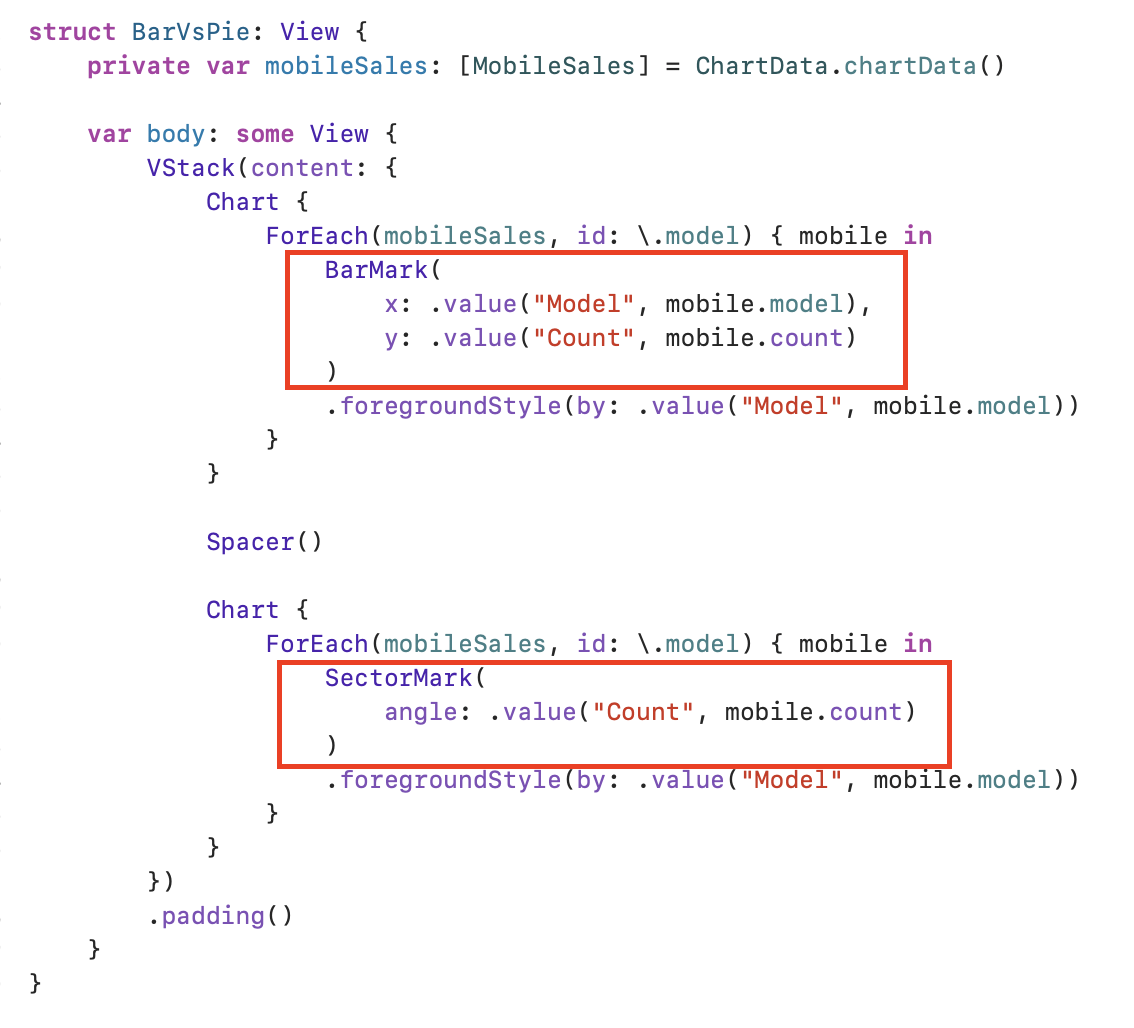 struct BarVsPie: View {
    private var mobileSales: [MobileSales] = ChartData.chartData()
    var body: some View {
        VStack(content: {
            Chart {
                ForEach(mobileSales, id: \.model) { mobile in
                    BarMark(
                        x: .value("Model", mobile.model),
                        y: .value("Count", mobile.count)
                    )
                    .foregroundStyle(by: .value("Model", mobile.model))
                }
            }
            Spacer()
            Chart {
                ForEach(mobileSales, id: \.model) { mobile in
                    SectorMark(
                        angle: .value("Count", mobile.count)
                    )
                    .foregroundStyle(by: .value("Model", mobile.model))
                }
            }
        })
        .padding()
    }
}